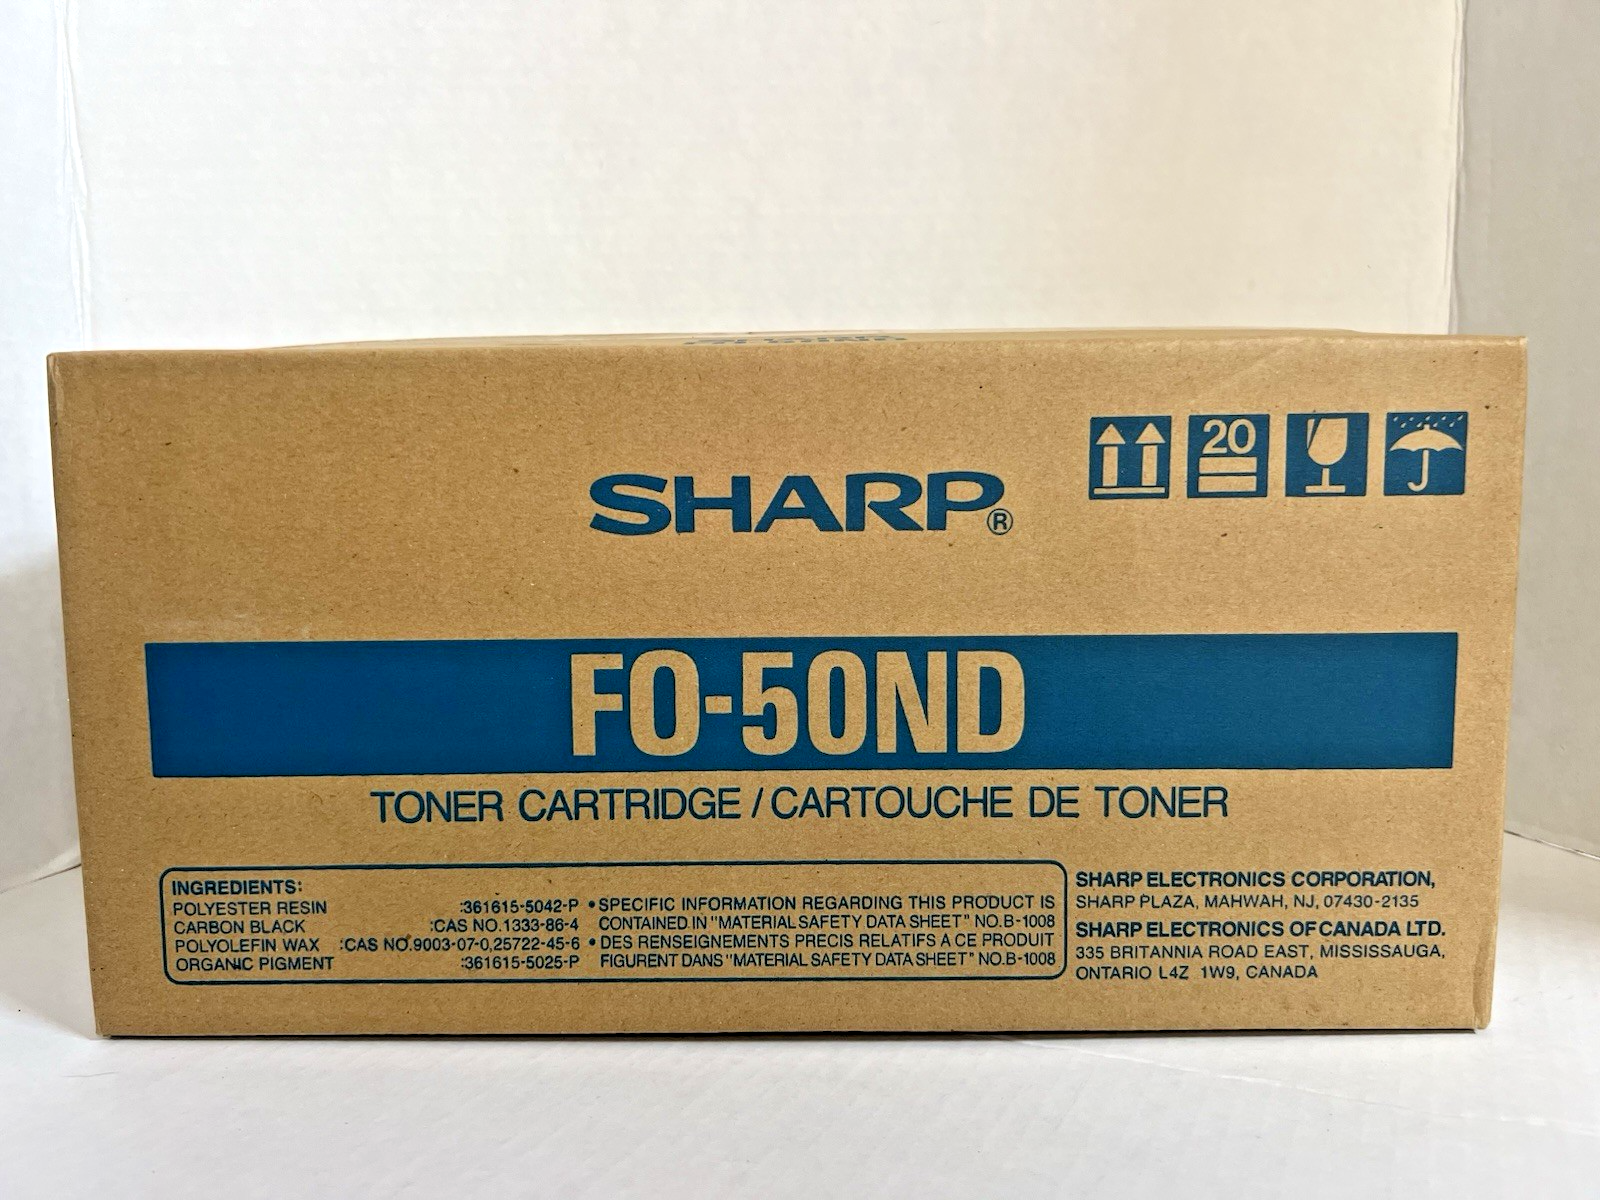 20
SHARP®
FO-50ND
TONER CARTRIDGE / CARTOUCHE DE TONER
INGREDIENTS:
POLYESTER RESIN :361615-5042-P
CARBON BLACK :CAS NO.1333-86-4
POLYOLEFIN WAX :CAS NO.9003-07-0,25722-45-6
ORGANIC PIGMENT :361615-5025-P
• SPECIFIC INFORMATION REGARDING THIS PRODUCT IS
CONTAINED IN "MATERIAL SAFETY DATA SHEET" NO.B-1008
• DES RENSEIGNEMENTS PRECIS RELATIFS A CE PRODUIT
FIGURENT DANS "MATERIAL SAFETY DATA SHEET" NO.B-1008
SHARP ELECTRONICS CORPORATION,
SHARP PLAZA, MAHWAH, NJ, 07430-2135
SHARP ELECTRONICS OF CANADA LTD.
335 BRITANNIA ROAD EAST, MISSISSAUGA,
ONTARIO L4Z 1W9, CANADA